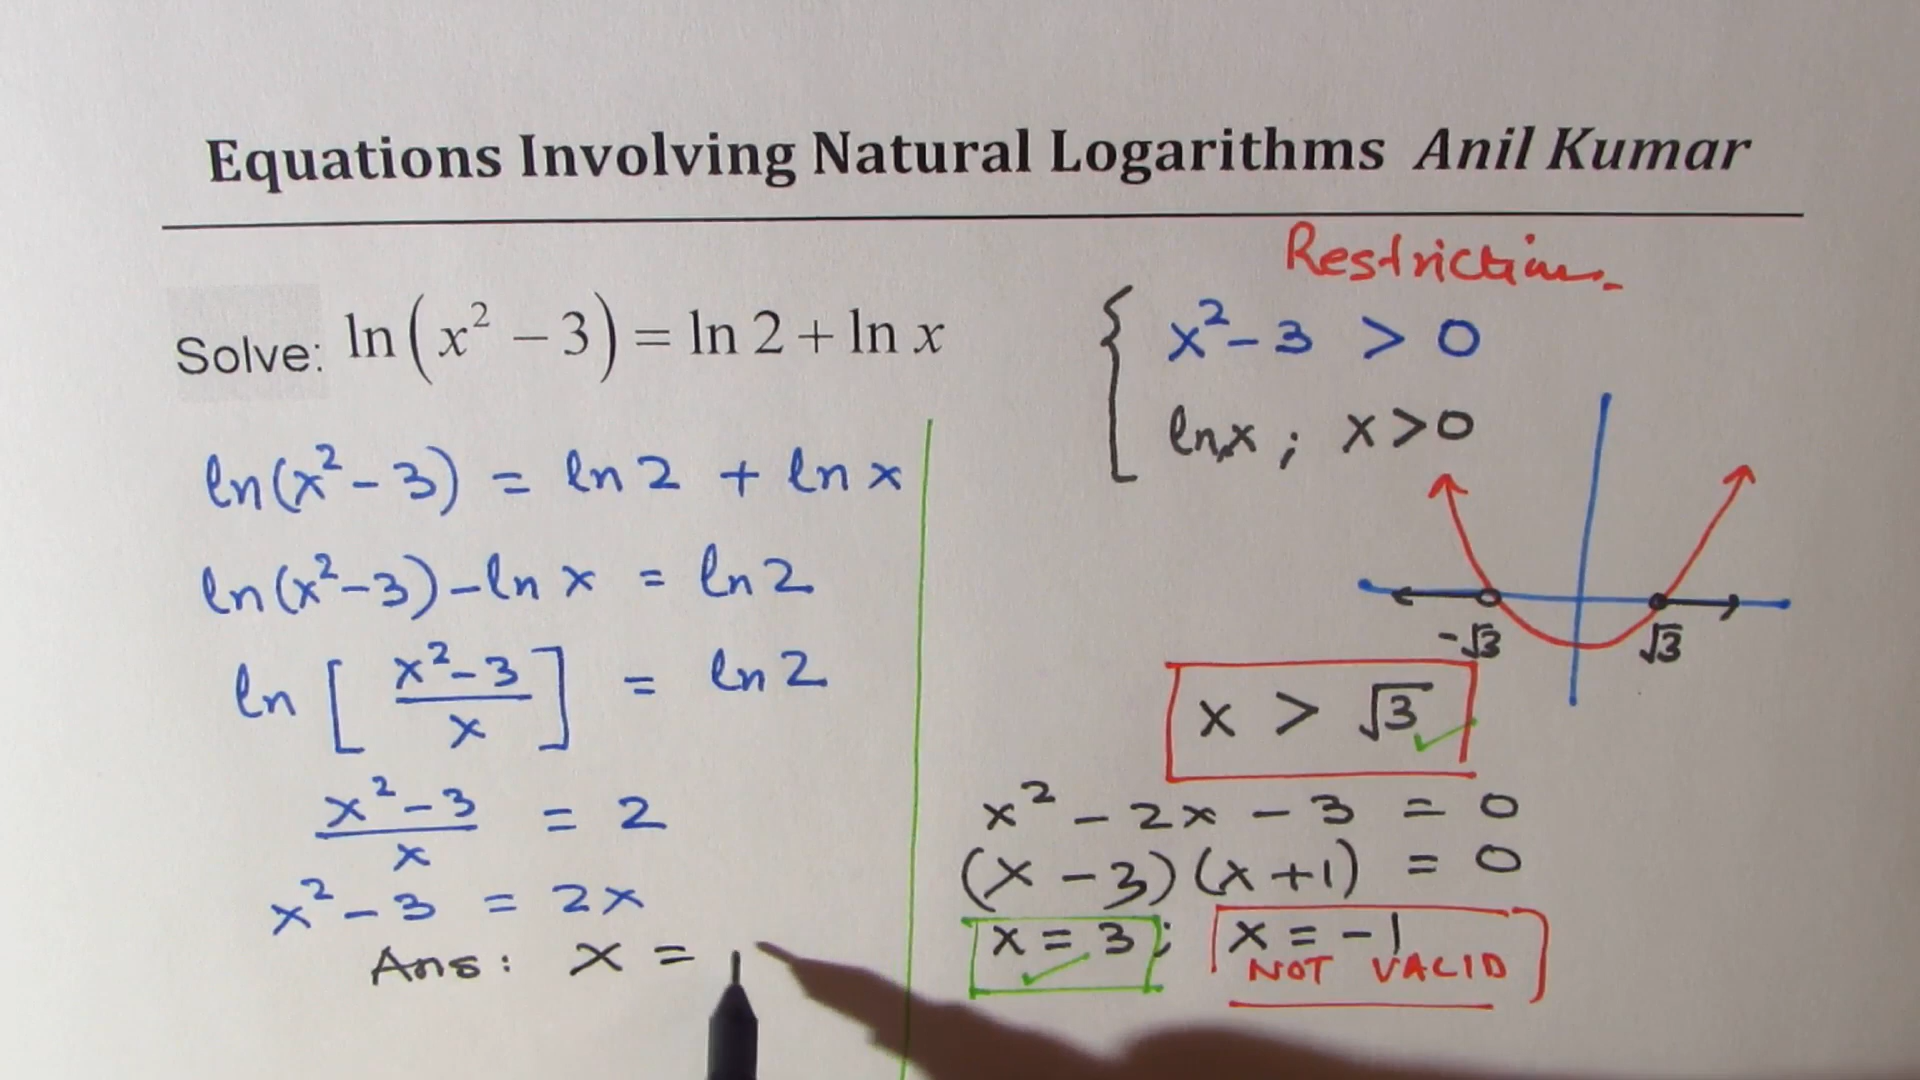 Equations Involving Natural Logarithms Anil Kumar
Solve: ln(x² − 3) = ln 2 + ln x
ln(x² − 3) = ln 2 + ln x
ln(x² − 3) − ln x = ln 2
ln [ (x² − 3)/x ] = ln 2
(x² − 3)/x = 2
x² − 3 = 2x
Ans: x =
Restriction
x² − 3 > 0
ln x ; x > 0
−√3 √3
x > √3 ✓
x² − 2x − 3 = 0
(x − 3)(x + 1) = 0
x = 3 ✓ ; x = −1
NOT VALID